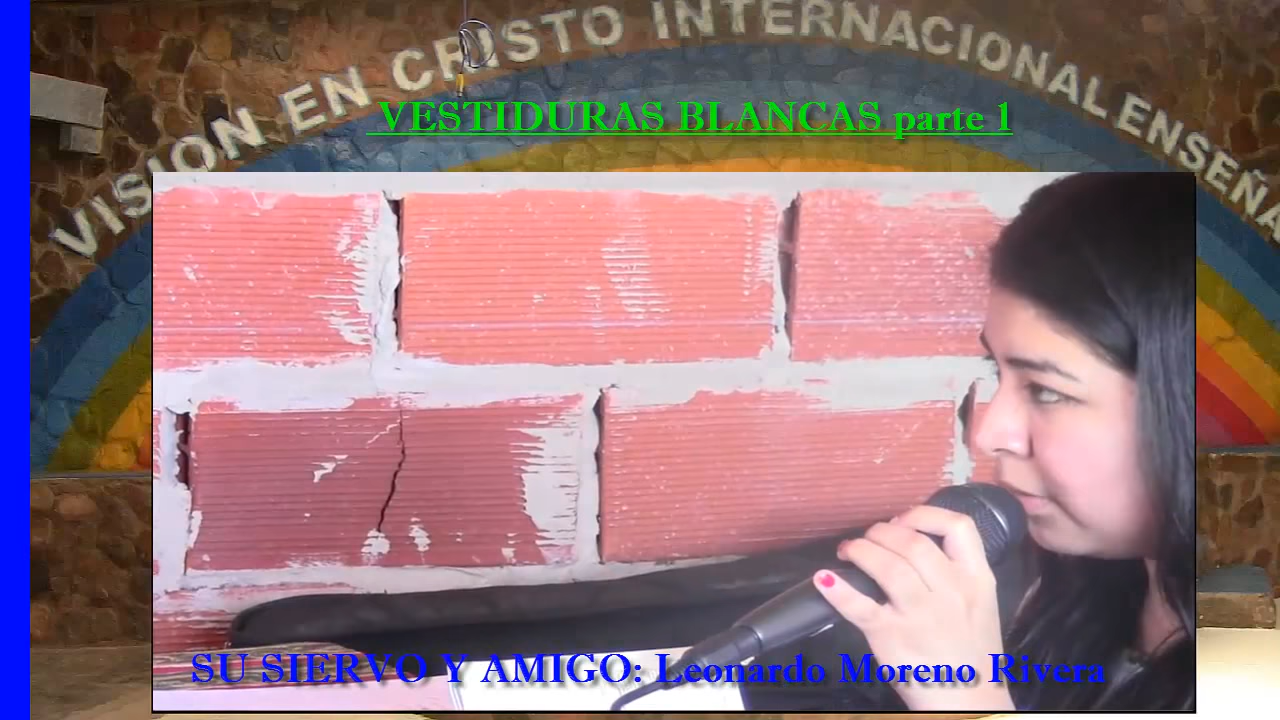 VISION EN CRISTO INTERNACIONAL ENSEÑA
VESTIDURAS BLANCAS parte 1
SU SIERVO Y AMIGO: Leonardo Moreno Rivera